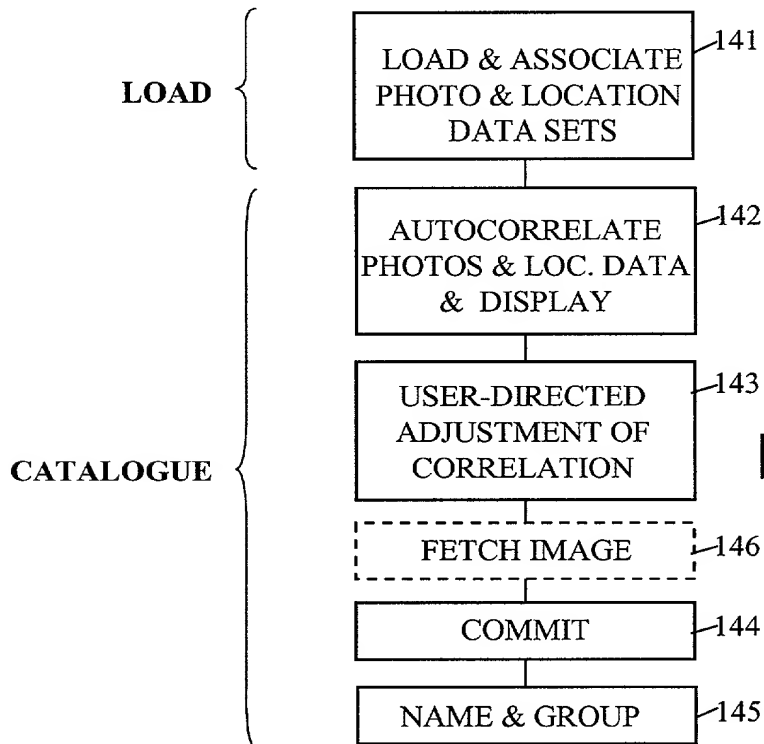 LOAD
LOAD & ASSOCIATE
PHOTO & LOCATION
DATA SETS
141
CATALOGUE
AUTOCORRELATE
PHOTOS & LOC. DATA
& DISPLAY
142
USER-DIRECTED
ADJUSTMENT OF
CORRELATION
143
FETCH IMAGE
146
COMMIT
144
NAME & GROUP
145